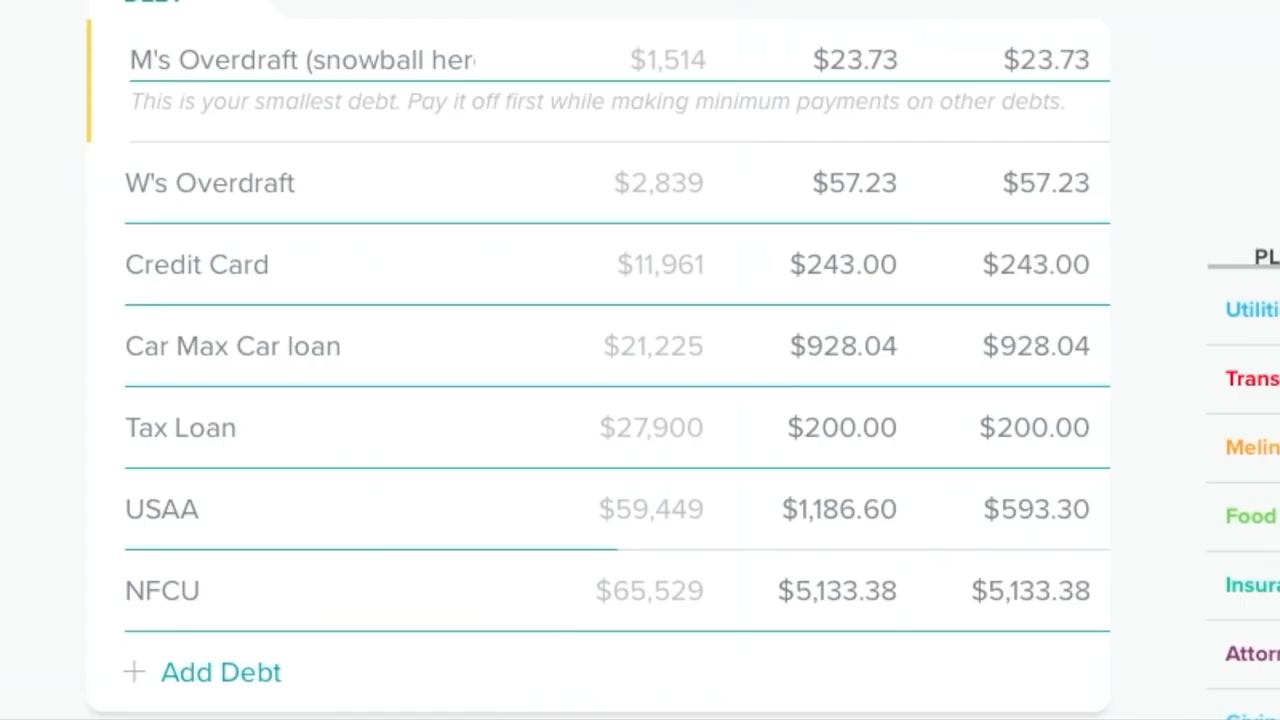 DEBT
M's Overdraft (snowball her $1,514 $23.73 $23.73
This is your smallest debt. Pay it off first while making minimum payments on other debts.
W's Overdraft $2,839 $57.23 $57.23
Credit Card $11,961 $243.00 $243.00
Car Max Car loan $21,225 $928.04 $928.04
Tax Loan $27,900 $200.00 $200.00
USAA $59,449 $1,186.60 $593.30
NFCU $65,529 $5,133.38 $5,133.38
+ Add Debt
PL
Utiliti
Trans
Melin
Food
Insura
Attorn